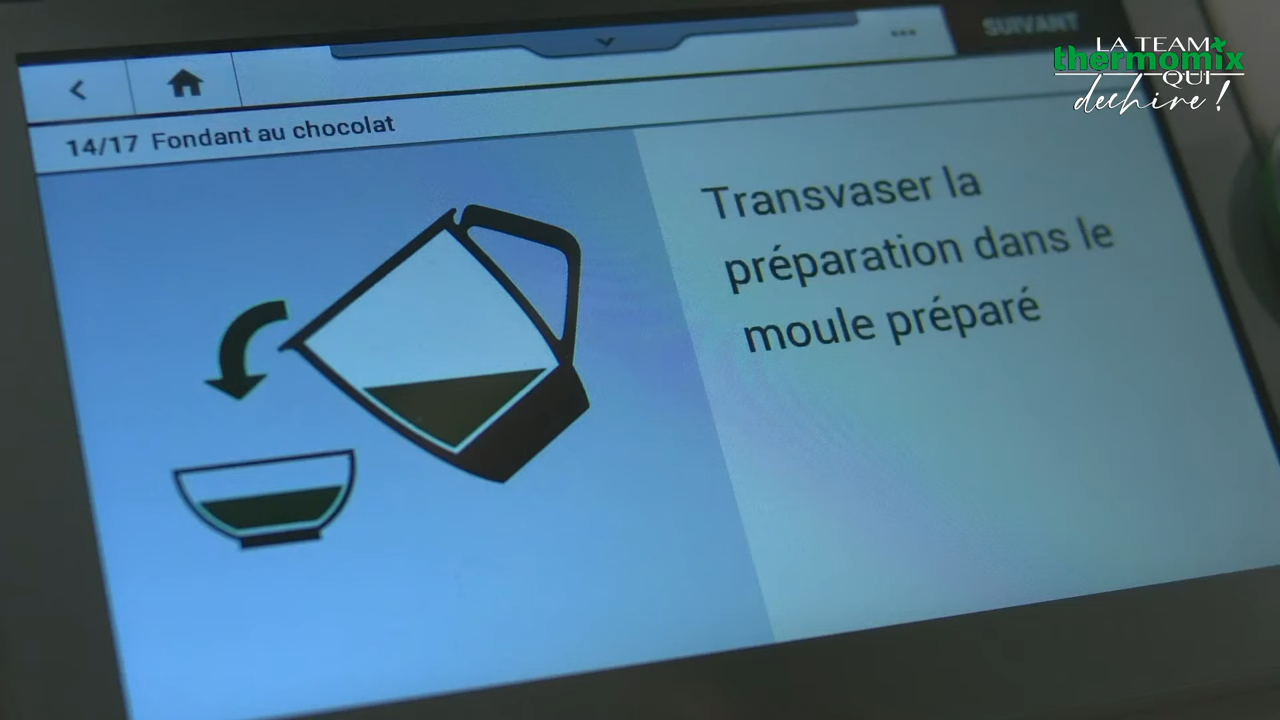 SUIVANT
LA TEAM
thermomix
QUI
déchire !
14/17 Fondant au chocolat
Transvaser la
préparation dans le
moule préparé